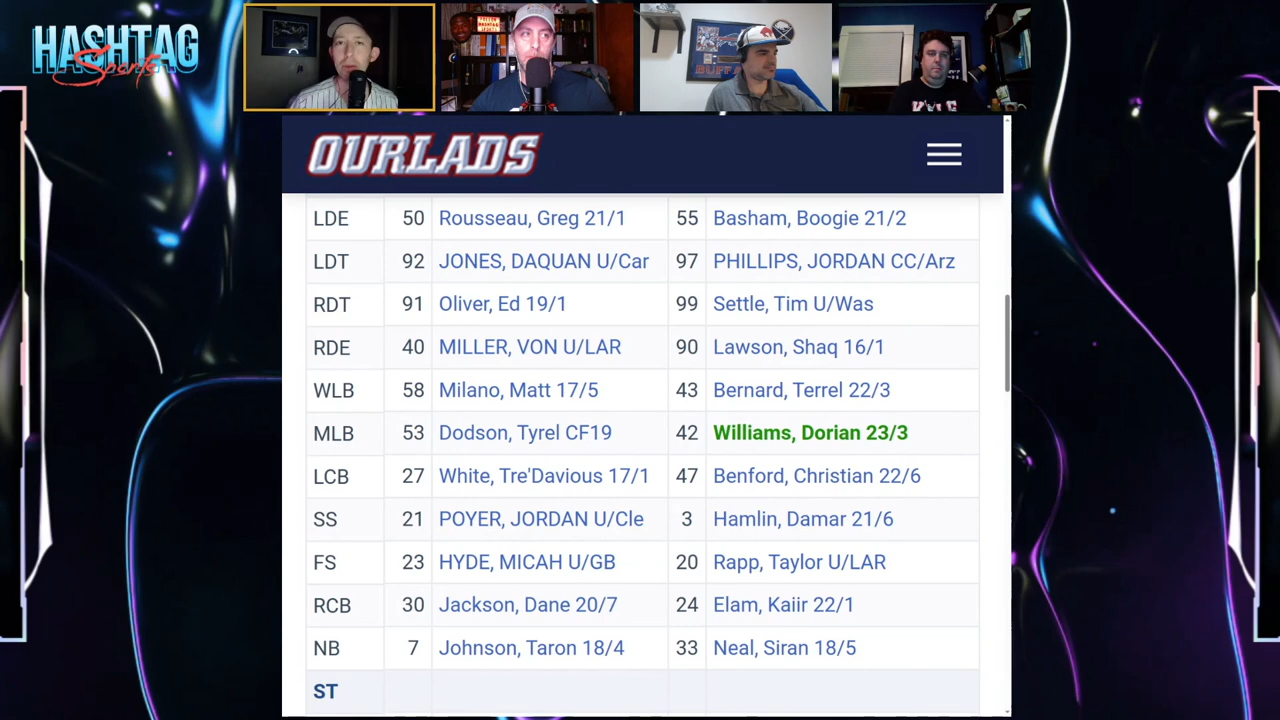 HASHTAG
Sports
BUFFA
OURLADS
LDE 50 Rousseau, Greg 21/1 55 Basham, Boogie 21/2
LDT 92 JONES, DAQUAN U/Car 97 PHILLIPS, JORDAN CC/Arz
RDT 91 Oliver, Ed 19/1 99 Settle, Tim U/Was
RDE 40 MILLER, VON U/LAR 90 Lawson, Shaq 16/1
WLB 58 Milano, Matt 17/5 43 Bernard, Terrel 22/3
MLB 53 Dodson, Tyrel CF19 42 Williams, Dorian 23/3
LCB 27 White, Tre'Davious 17/1 47 Benford, Christian 22/6
SS 21 POYER, JORDAN U/Cle 3 Hamlin, Damar 21/6
FS 23 HYDE, MICAH U/GB 20 Rapp, Taylor U/LAR
RCB 30 Jackson, Dane 20/7 24 Elam, Kaiir 22/1
NB 7 Johnson, Taron 18/4 33 Neal, Siran 18/5
ST